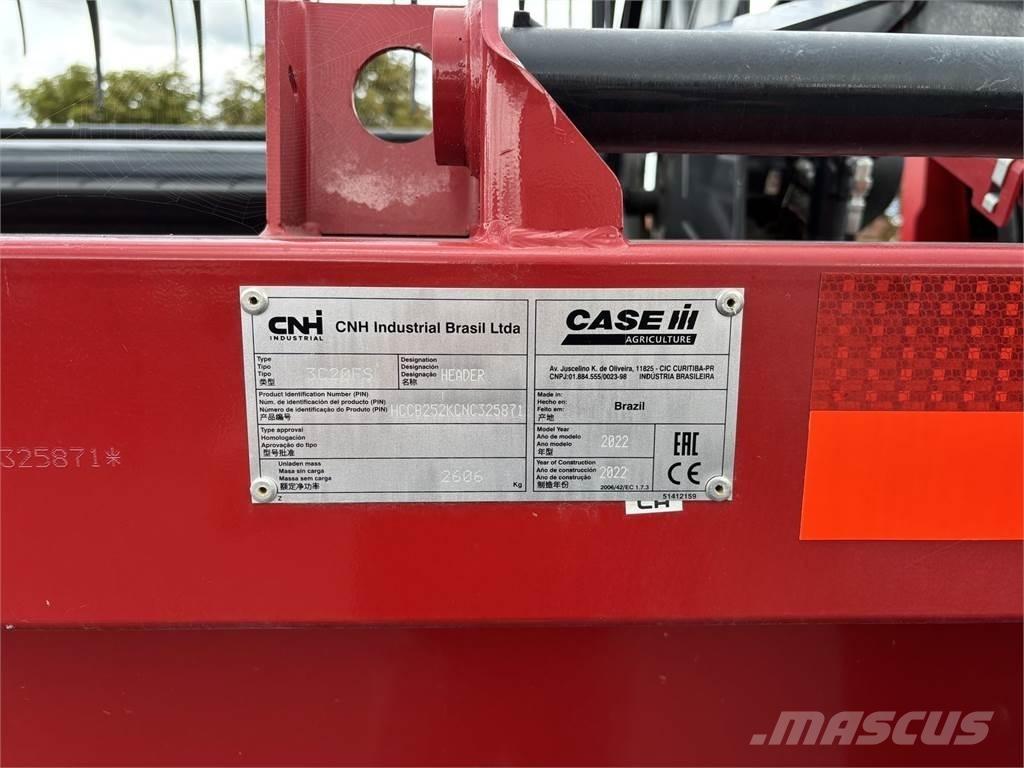 CNH
INDUSTRIAL
CNH Industrial Brasil Ltda
CASE IH
AGRICULTURE
Av. Juscelino K. de Oliveira, 11825 - CIC CURITIBA-PR
CNPJ:01.884.555/0023-98 INDÚSTRIA BRASILEIRA
Type
Tipo
Tipo
类型
3C20FS
Designation
Denominación
Designação
名称
HEADER
Product Identification Number (PIN)
Num. de identificación del producto (PIN)
Número de identificação do Produto (PIN)
产品编号
HCCB252KCNC325871
Made in:
Hecho en:
Feito em:
产地
Brazil
Type approval
Homologación
Aprovação do tipo
型号批准
Model Year
Año de modelo
Ano modelo
年型
2022
Unladen mass
Masa sin carga
Massa sem carga
额定净功率
2606
Kg
Year of Construction
Año de construcción
Ano de construção
制造年份
2022
2006/42/EC 1.7.3
EAC
CE
Z
51412159
325871*
MASCUS